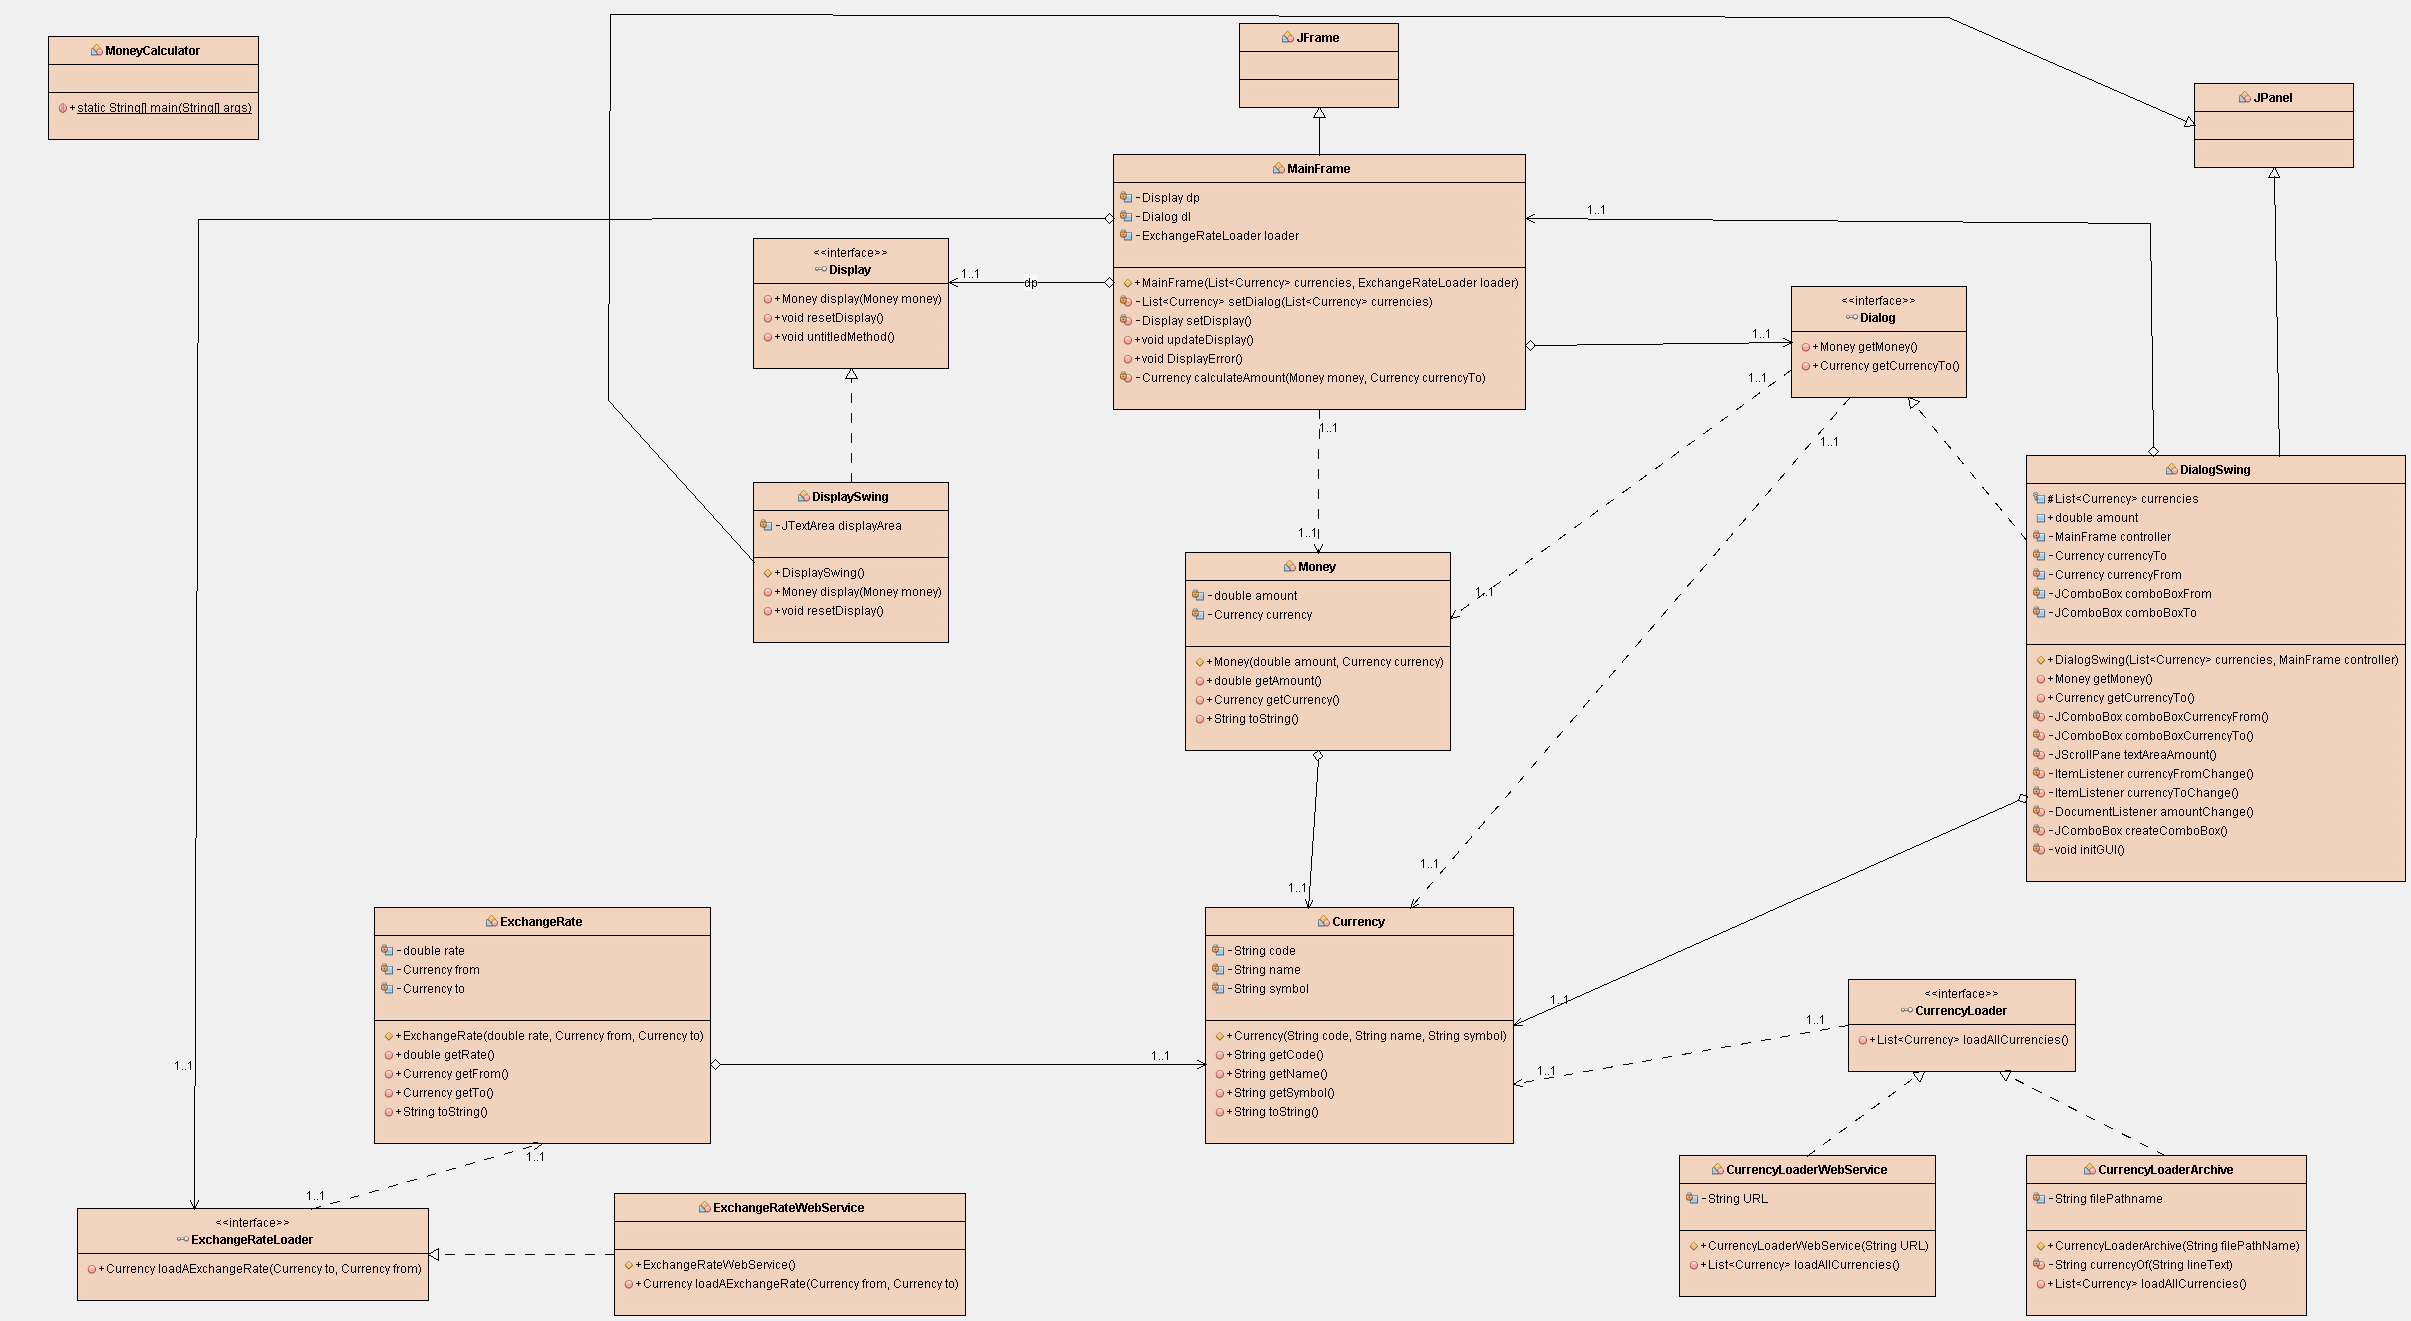 MoneyCalculator
+static String[] main(String[] args)
JFrame
JPanel
MainFrame
-Display dp
-Dialog dl
-ExchangeRateLoader loader
+MainFrame(List<Currency> currencies, ExchangeRateLoader loader)
-List<Currency> setDialog(List<Currency> currencies)
-Display setDisplay()
+void updateDisplay()
+void DisplayError()
-Currency calculateAmount(Money money, Currency currencyTo)
1..1
<<interface>>
Display
+Money display(Money money)
+void resetDisplay()
+void untitledMethod()
1..1
dp
<<interface>>
Dialog
+Money getMoney()
+Currency getCurrencyTo()
1..1
1..1
1..1
1..1
DisplaySwing
-JTextArea displayArea
+DisplaySwing()
+Money display(Money money)
+void resetDisplay()
DialogSwing
#List<Currency> currencies
+double amount
-MainFrame controller
-Currency currencyTo
-Currency currencyFrom
-JComboBox comboBoxFrom
-JComboBox comboBoxTo
+DialogSwing(List<Currency> currencies, MainFrame controller)
+Money getMoney()
+Currency getCurrencyTo()
-JComboBox comboBoxCurrencyFrom()
-JComboBox comboBoxCurrencyTo()
-JScrollPane textAreaAmount()
-ItemListener currencyFromChange()
-ItemListener currencyToChange()
-DocumentListener amountChange()
-JComboBox createComboBox()
-void initGUI()
1..1
Money
-double amount
-Currency currency
+Money(double amount, Currency currency)
+double getAmount()
+Currency getCurrency()
+String toString()
1..1
1..1
1..1
ExchangeRate
-double rate
-Currency from
-Currency to
+ExchangeRate(double rate, Currency from, Currency to)
+double getRate()
+Currency getFrom()
+Currency getTo()
+String toString()
1..1
Currency
-String code
-String name
-String symbol
+Currency(String code, String name, String symbol)
+String getCode()
+String getName()
+String getSymbol()
+String toString()
1..1
1..1
1..1
<<interface>>
CurrencyLoader
+List<Currency> loadAllCurrencies()
1..1
1..1
1..1
<<interface>>
ExchangeRateLoader
+Currency loadAExchangeRate(Currency to, Currency from)
ExchangeRateWebService
+ExchangeRateWebService()
+Currency loadAExchangeRate(Currency from, Currency to)
CurrencyLoaderWebService
-String URL
+CurrencyLoaderWebService(String URL)
+List<Currency> loadAllCurrencies()
CurrencyLoaderArchive
-String filePathname
+CurrencyLoaderArchive(String filePathName)
-String currencyOf(String lineText)
+List<Currency> loadAllCurrencies()